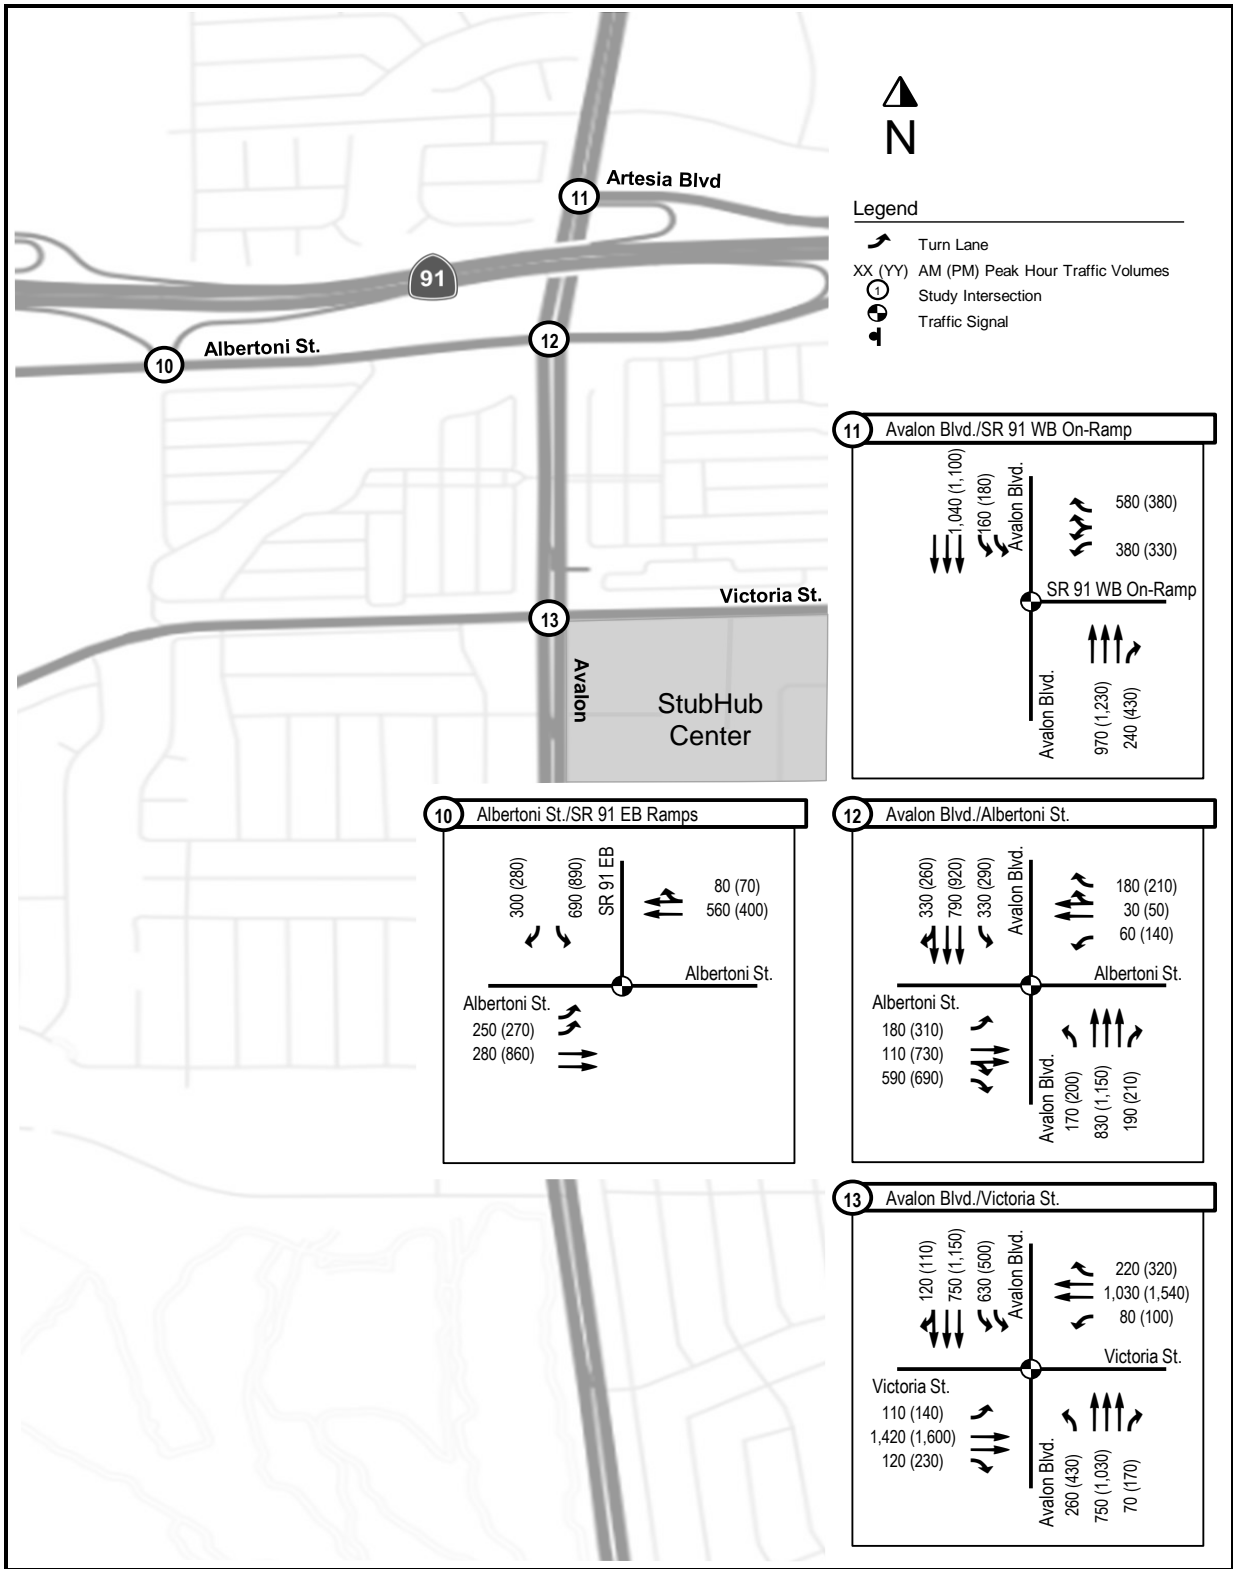 N
Artesia Blvd
11
Legend
Turn Lane
XX (YY) AM (PM) Peak Hour Traffic Volumes
1 Study Intersection
Traffic Signal
91
12
10
Albertoni St.
Victoria St.
13
Avalon
StubHub
Center
11 Avalon Blvd./SR 91 WB On-Ramp
1,040 (1,100)
160 (180)
Avalon Blvd.
580 (380)
380 (330)
SR 91 WB On-Ramp
Avalon Blvd.
970 (1,230)
240 (430)
10 Albertoni St./SR 91 EB Ramps
300 (280)
690 (890)
SR 91 EB
80 (70)
560 (400)
Albertoni St.
Albertoni St.
250 (270)
280 (860)
12 Avalon Blvd./Albertoni St.
330 (260)
790 (920)
330 (290)
Avalon Blvd.
180 (210)
30 (50)
60 (140)
Albertoni St.
Albertoni St.
180 (310)
110 (730)
590 (690)
Avalon Blvd.
170 (200)
830 (1,150)
190 (210)
13 Avalon Blvd./Victoria St.
120 (110)
750 (1,150)
630 (500)
Avalon Blvd.
220 (320)
1,030 (1,540)
80 (100)
Victoria St.
Victoria St.
110 (140)
1,420 (1,600)
120 (230)
Avalon Blvd.
260 (430)
750 (1,030)
70 (170)